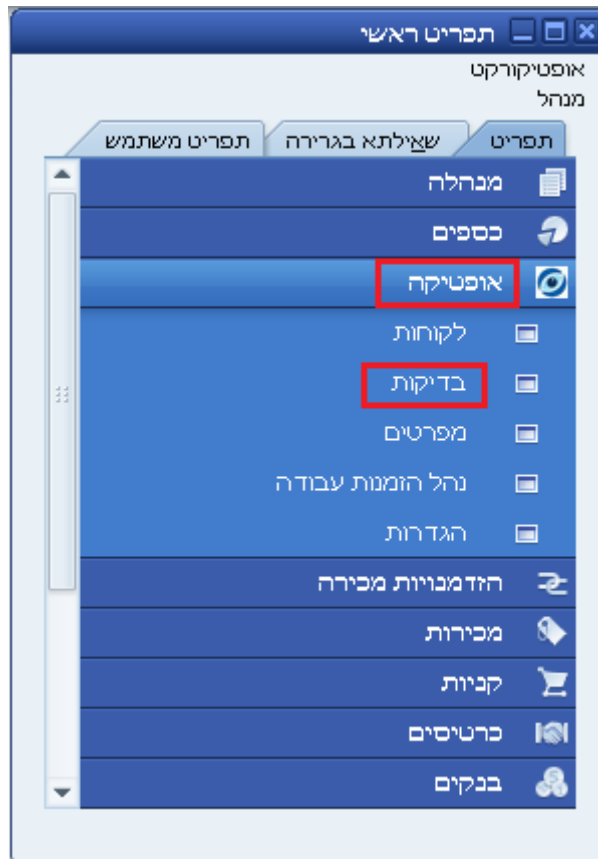 תפריט ראשי
אופטיקורקט
מנהל
תפריט שאילתא בגרירה תפריט משתמש
מנהלה
כספים
אופטיקה
לקוחות
בדיקות
מפרטים
נהל הזמנות עבודה
הגדרות
הזדמנויות מכירה
מכירות
קניות
כרטיסים
בנקים